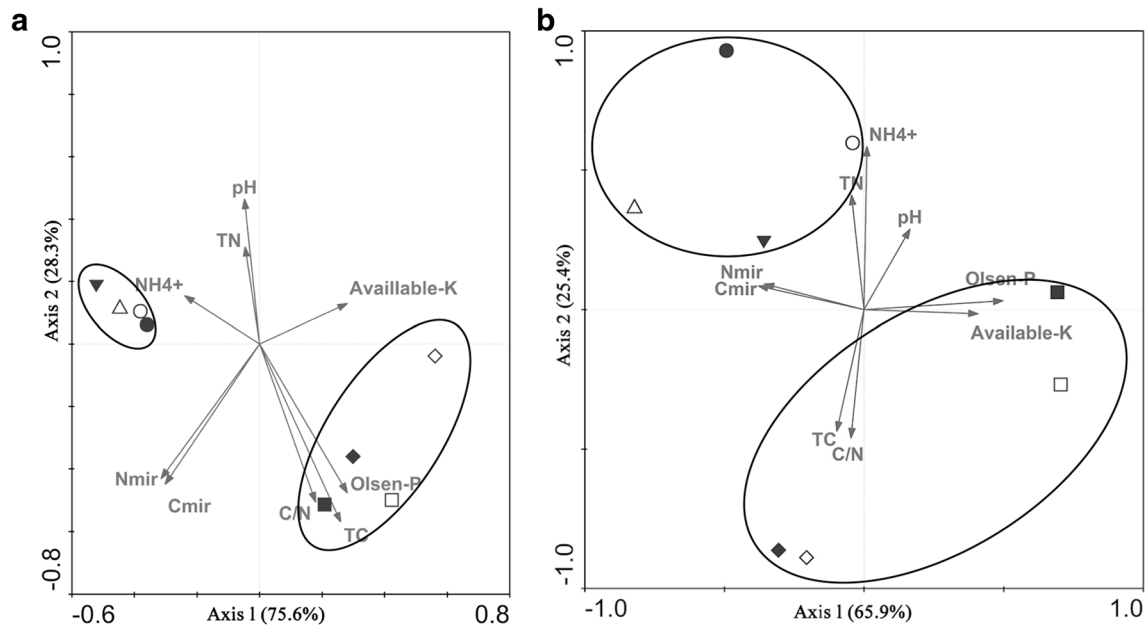 a
1.0
Axis 2 (28.3%)
-0.8
pH
TN
NH4+
Availlable-K
Nmir
Cmir
Olsen-P
C/N
TC
-0.6
Axis 1 (75.6%)
0.8
b
1.0
Axis 2 (25.4%)
-1.0
NH4+
TN
pH
Nmir
Cmir
Olsen-P
Available-K
TC
C/N
-1.0
Axis 1 (65.9%)
1.0